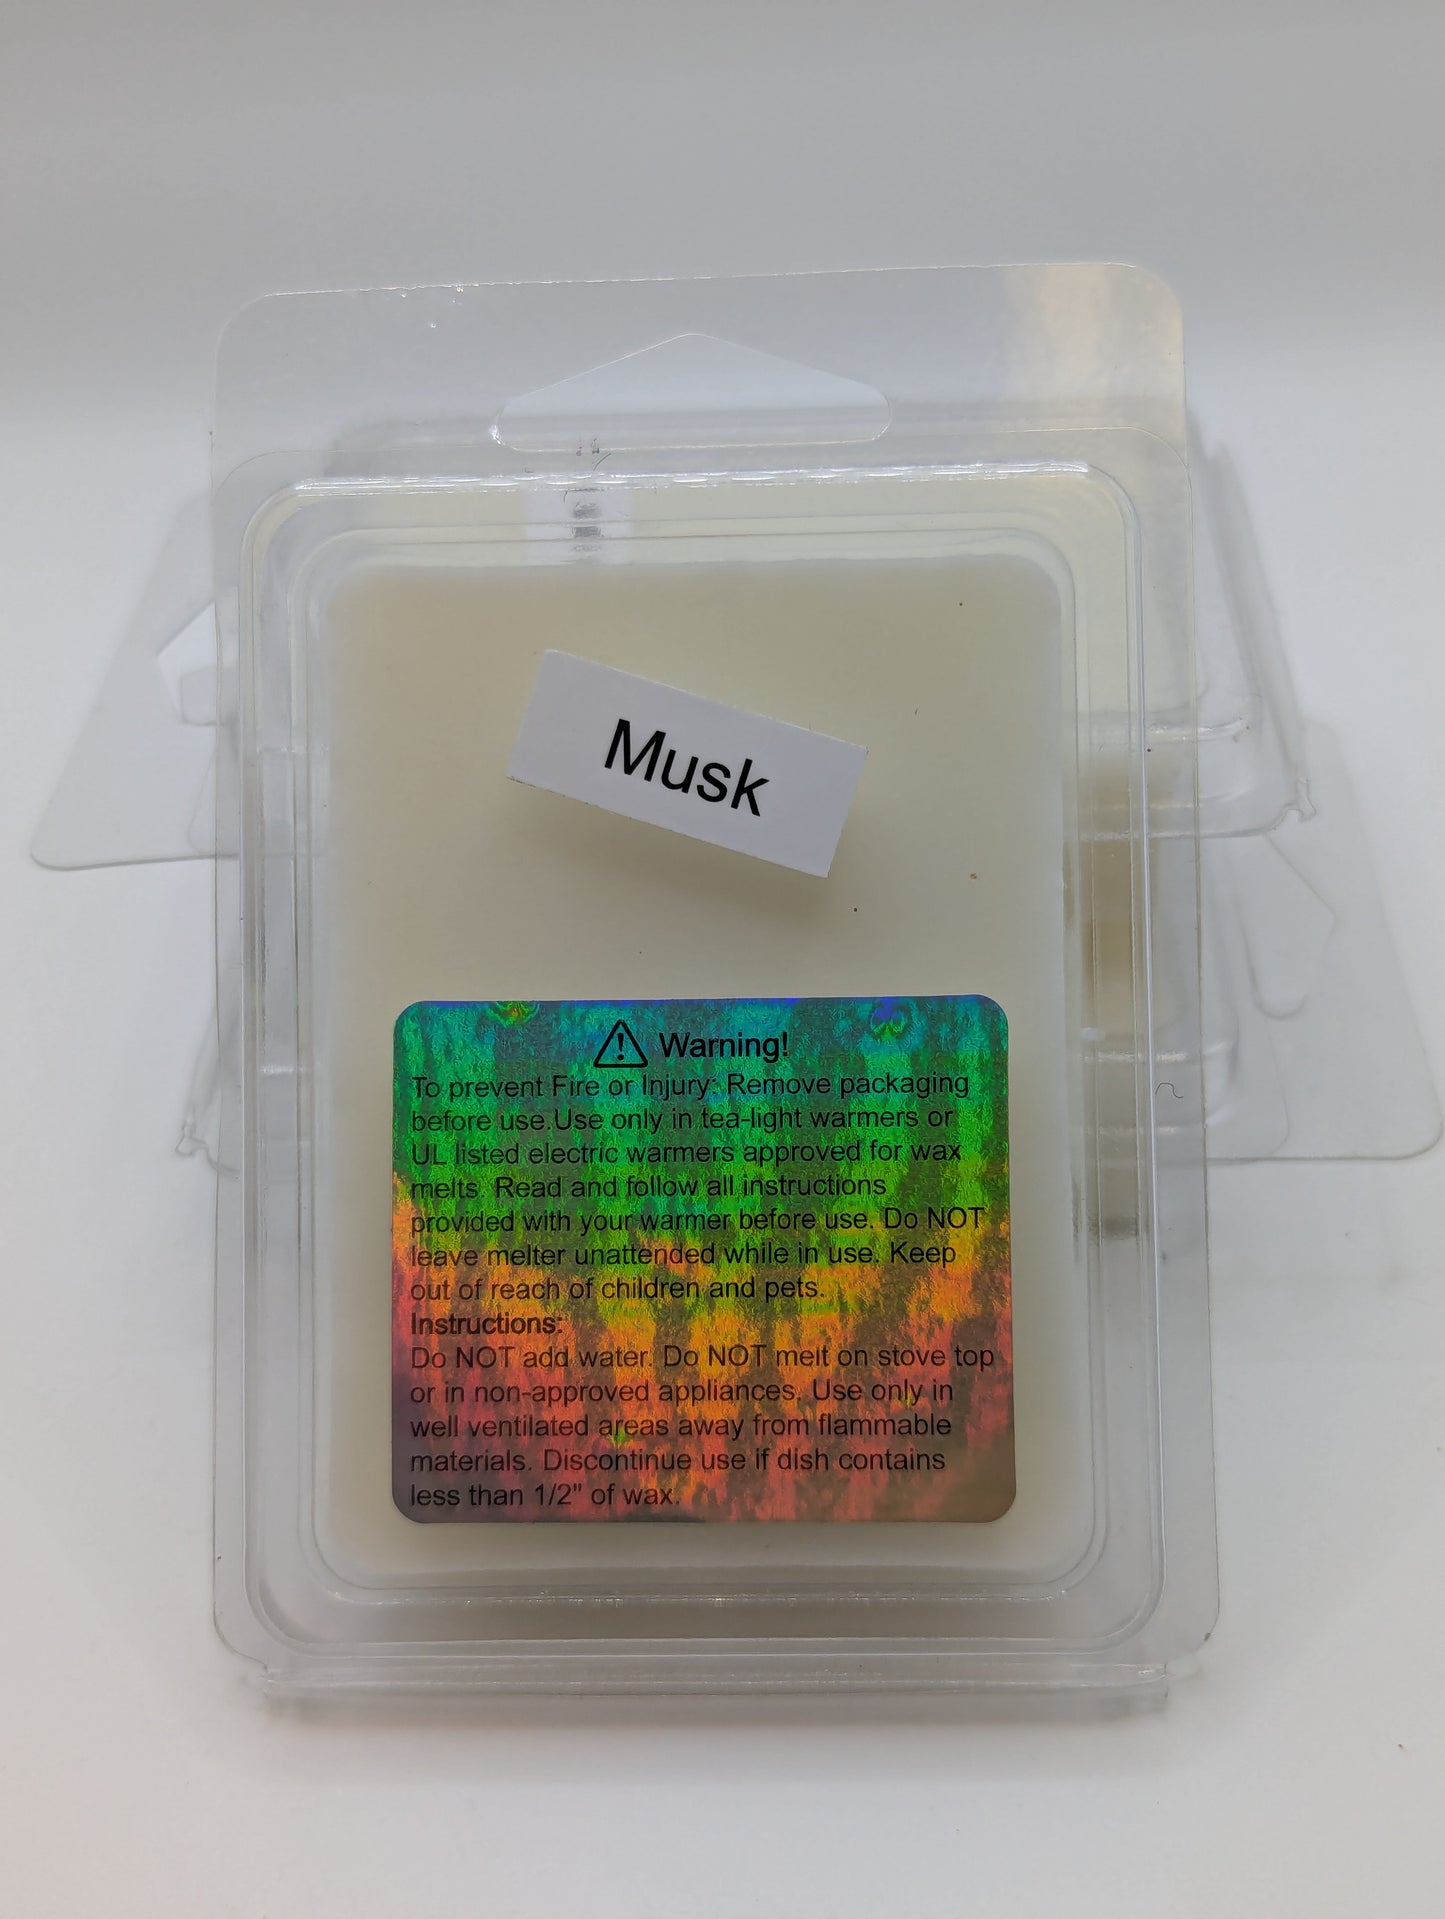 Musk
⚠ Warning!
To prevent Fire or Injury: Remove packaging
before use.Use only in tea-light warmers or
UL listed electric warmers approved for wax
melts. Read and follow all instructions
provided with your warmer before use. Do NOT
leave melter unattended while in use. Keep
out of reach of children and pets.
Instructions:
Do NOT add water. Do NOT melt on stove top
or in non-approved appliances. Use only in
well ventilated areas away from flammable
materials. Discontinue use if dish contains
less than 1/2" of wax.